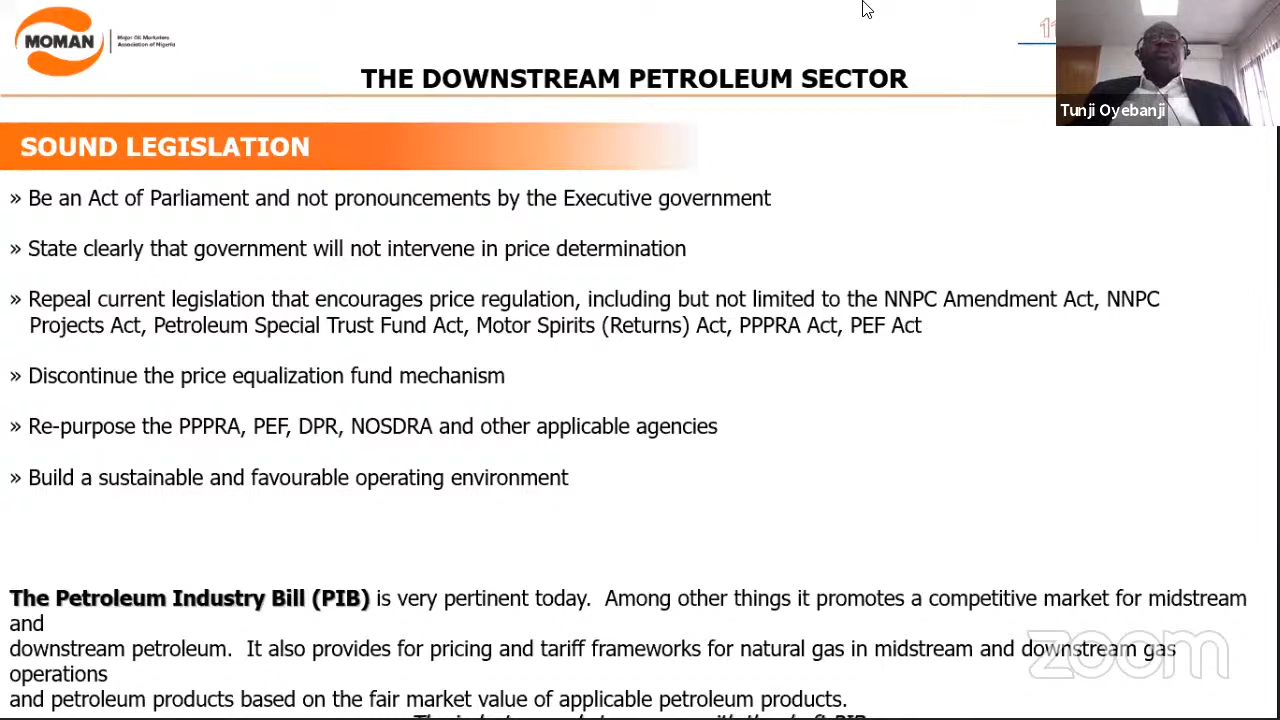 MOMAN
Major Oil Marketers
Association of Nigeria
THE DOWNSTREAM PETROLEUM SECTOR
Tunji Oyebanji
SOUND LEGISLATION
» Be an Act of Parliament and not pronouncements by the Executive government
» State clearly that government will not intervene in price determination
» Repeal current legislation that encourages price regulation, including but not limited to the NNPC Amendment Act, NNPC
Projects Act, Petroleum Special Trust Fund Act, Motor Spirits (Returns) Act, PPPRA Act, PEF Act
» Discontinue the price equalization fund mechanism
» Re-purpose the PPPRA, PEF, DPR, NOSDRA and other applicable agencies
» Build a sustainable and favourable operating environment
The Petroleum Industry Bill (PIB) is very pertinent today. Among other things it promotes a competitive market for midstream
and
downstream petroleum. It also provides for pricing and tariff frameworks for natural gas in midstream and downstream gas
operations
and petroleum products based on the fair market value of applicable petroleum products.
zoom